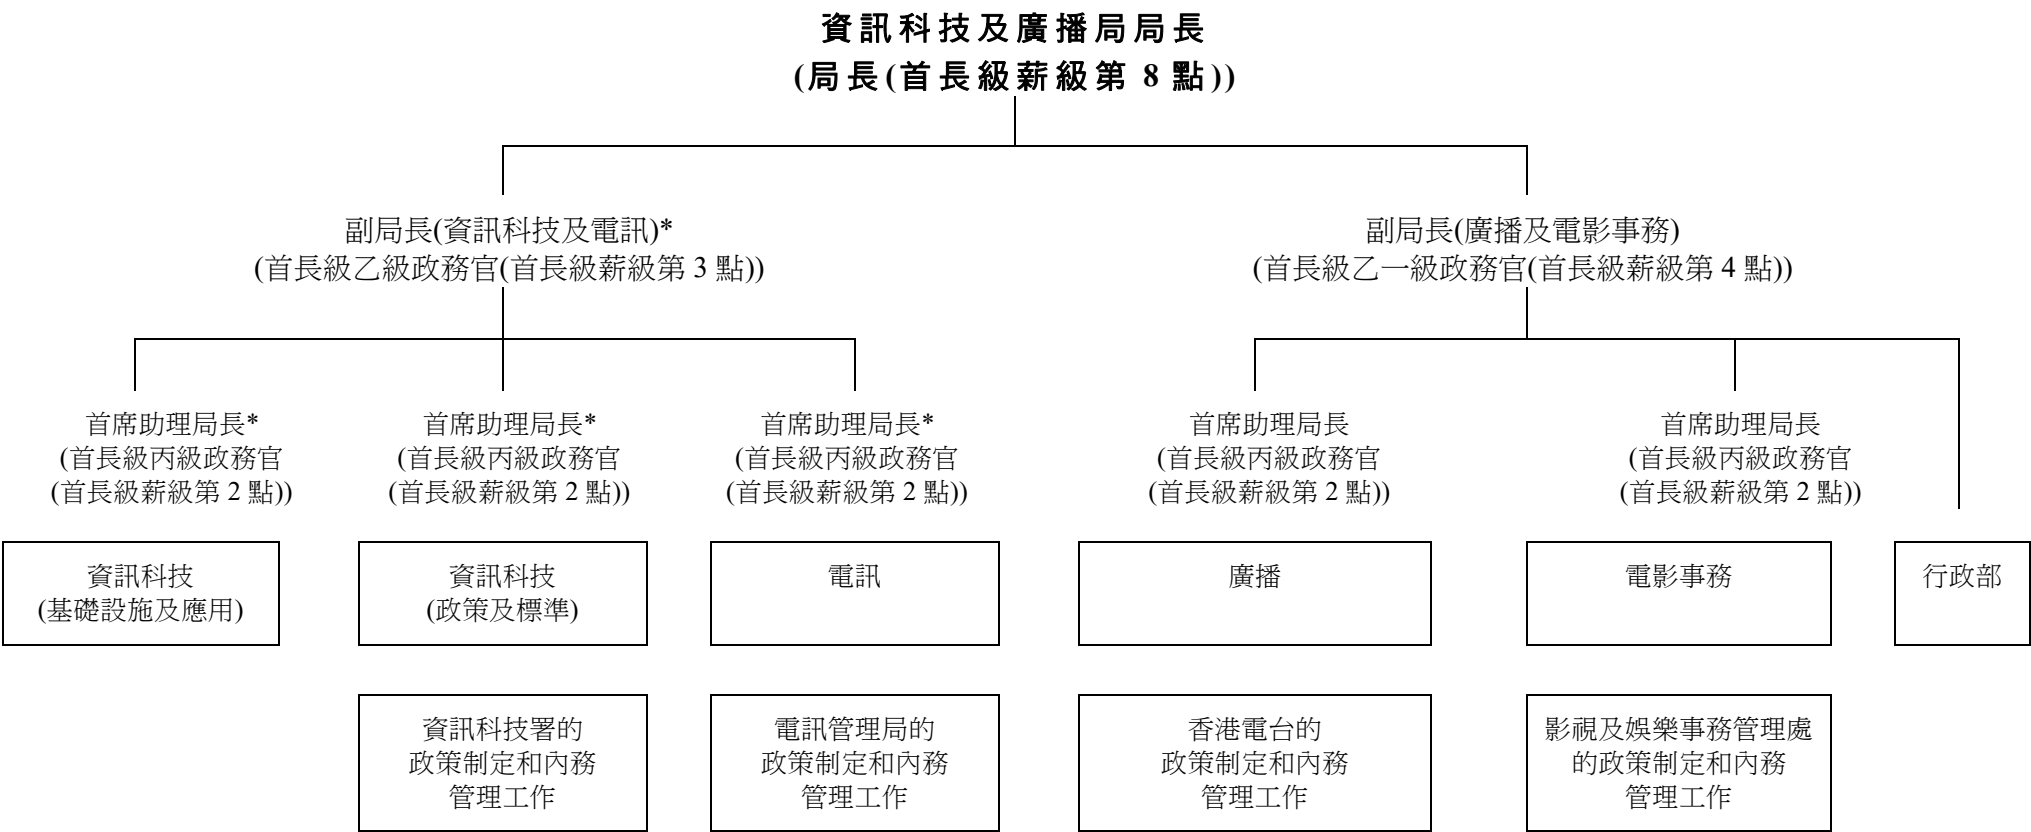 資訊科技及廣播局局長
(局長(首長級薪級第 8 點))
副局長(資訊科技及電訊)*
(首長級乙級政務官(首長級薪級第 3 點))
副局長(廣播及電影事務)
(首長級乙一級政務官(首長級薪級第 4 點))
首席助理局長*
(首長級丙級政務官
(首長級薪級第 2 點))
首席助理局長*
(首長級丙級政務官
(首長級薪級第 2 點))
首席助理局長*
(首長級丙級政務官
(首長級薪級第 2 點))
首席助理局長
(首長級丙級政務官
(首長級薪級第 2 點))
首席助理局長
(首長級丙級政務官
(首長級薪級第 2 點))
資訊科技
(基礎設施及應用)
資訊科技
(政策及標準)
電訊
廣播
電影事務
行政部
資訊科技署的
政策制定和內務
管理工作
電訊管理局的
政策制定和內務
管理工作
香港電台的
政策制定和內務
管理工作
影視及娛樂事務管理處
的政策制定和內務
管理工作